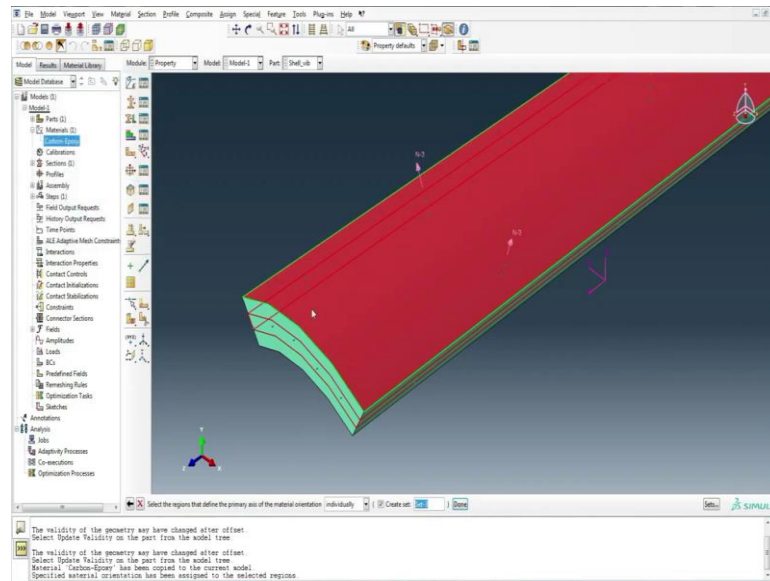 File Model Viewport View Material Section Profile Composite Assign Special Feature Tools Plug-ins Help
All
Property defaults
Model Results Material Library Module: Property Model: Model-1 Part: Shell_vib
Model Database
Models (1)
Model-1
Parts (1)
Materials (1)
Carbon-Epoxy
Calibrations
Sections (1)
Profiles
Assembly
Steps (1)
Field Output Requests
History Output Requests
Time Points
ALE Adaptive Mesh Constraint
Interactions
Interaction Properties
Contact Controls
Contact Initializations
Contact Stabilizations
Constraints
Connector Sections
Fields
Amplitudes
Loads
BCs
Predefined Fields
Remeshing Rules
Optimization Tasks
Sketches
Annotations
Analysis
Jobs
Adaptivity Processes
Co-executions
Optimization Processes
N-3
N-3
Y
Z X
Select the regions that define the primary axis of the material orientation individually ( Create set: ) Done Sets... SIMUL
The validity of the geometry may have changed after offset.
Select Update Validity on the part from the model tree.
The validity of the geometry may have changed after offset.
Select Update Validity on the part from the model tree.
Material 'Carbon-Epoxy' has been copied to the current model
Specified material orientation has been assigned to the selected regions.